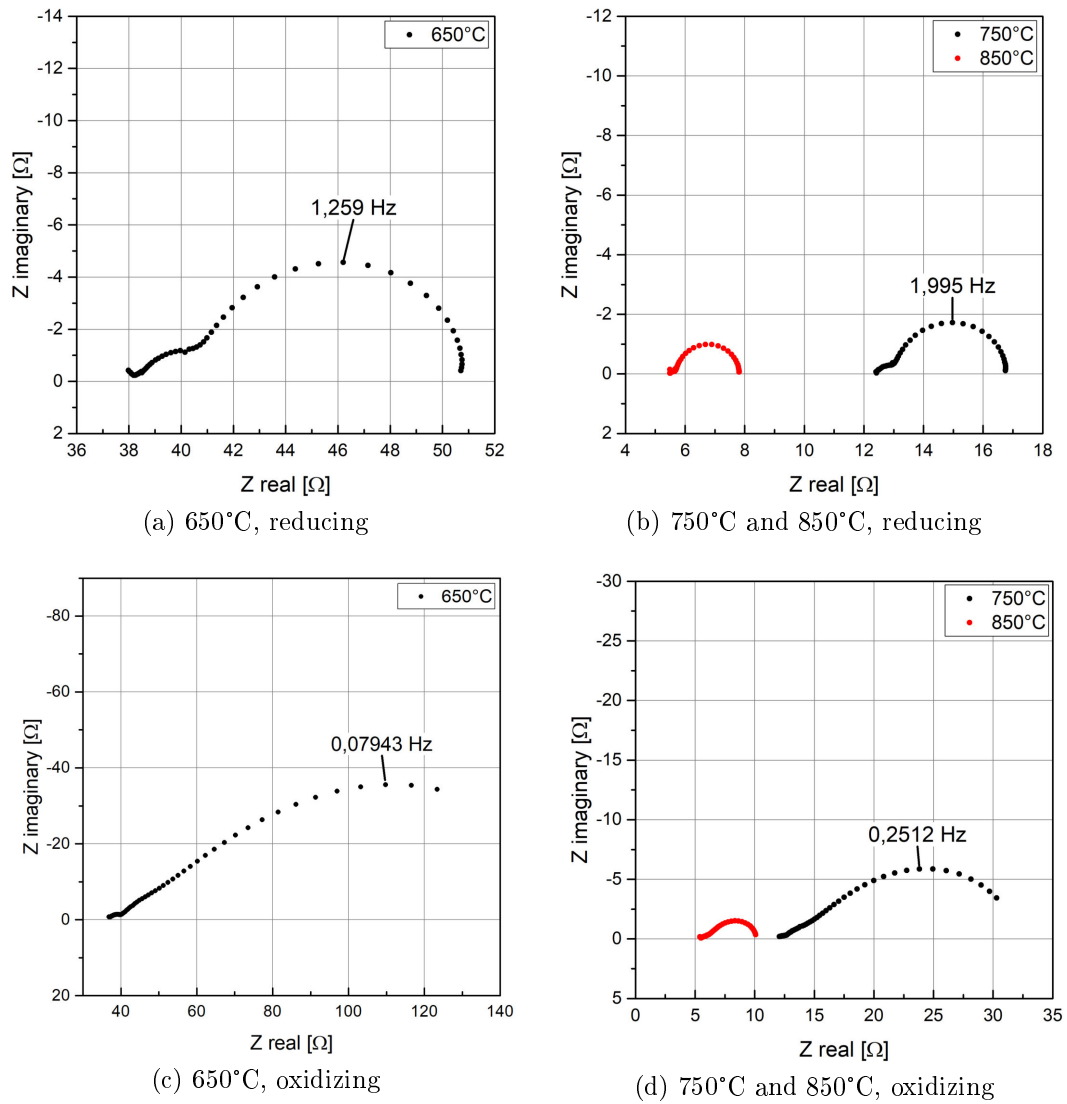 -14
-12
-10
-8
-6
-4
-2
0
2
36 38 40 42 44 46 48 50 52
Z imaginary [Ω]
Z real [Ω]
650°C
1,259 Hz
(a) 650°C, reducing
-12
-10
-8
-6
-4
-2
0
2
4 6 8 10 12 14 16 18
Z imaginary [Ω]
Z real [Ω]
750°C
850°C
1,995 Hz
(b) 750°C and 850°C, reducing
-80
-60
-40
-20
0
20
40 60 80 100 120 140
Z imaginary [Ω]
Z real [Ω]
650°C
0,07943 Hz
(c) 650°C, oxidizing
-30
-25
-20
-15
-10
-5
0
5
0 5 10 15 20 25 30 35
Z imaginary [Ω]
Z real [Ω]
750°C
850°C
0,2512 Hz
(d) 750°C and 850°C, oxidizing